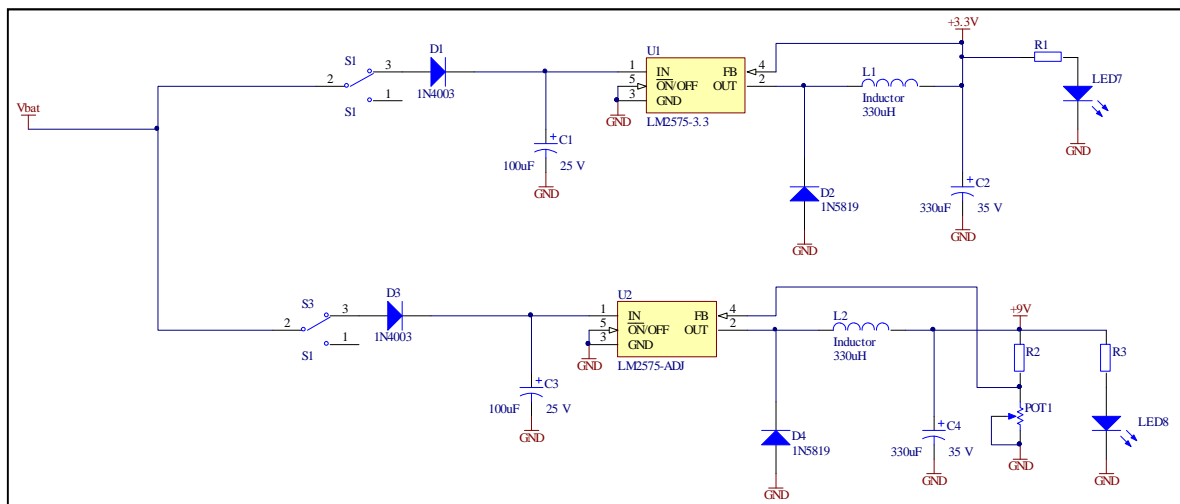 +3.3V
D1
U1
R1
S1
3
1
IN
FB
4
L1
LED7
2
5
ON/OFF
OUT
2
1
1N4003
3
GND
Inductor
Vbat
S1
GND
LM2575-3.3
330uH
GND
C1
100uF
25 V
D2
C2
1N5819
330uF
35 V
GND
GND
GND
U2
S3
D3
+9V
3
1
IN
FB
4
L2
2
5
ON/OFF
OUT
2
1
1N4003
3
GND
Inductor
R2
R3
S1
GND
LM2575-ADJ
330uH
C3
100uF
25 V
POT1
LED8
D4
C4
GND
1N5819
330uF
35 V
GND
GND
GND
GND